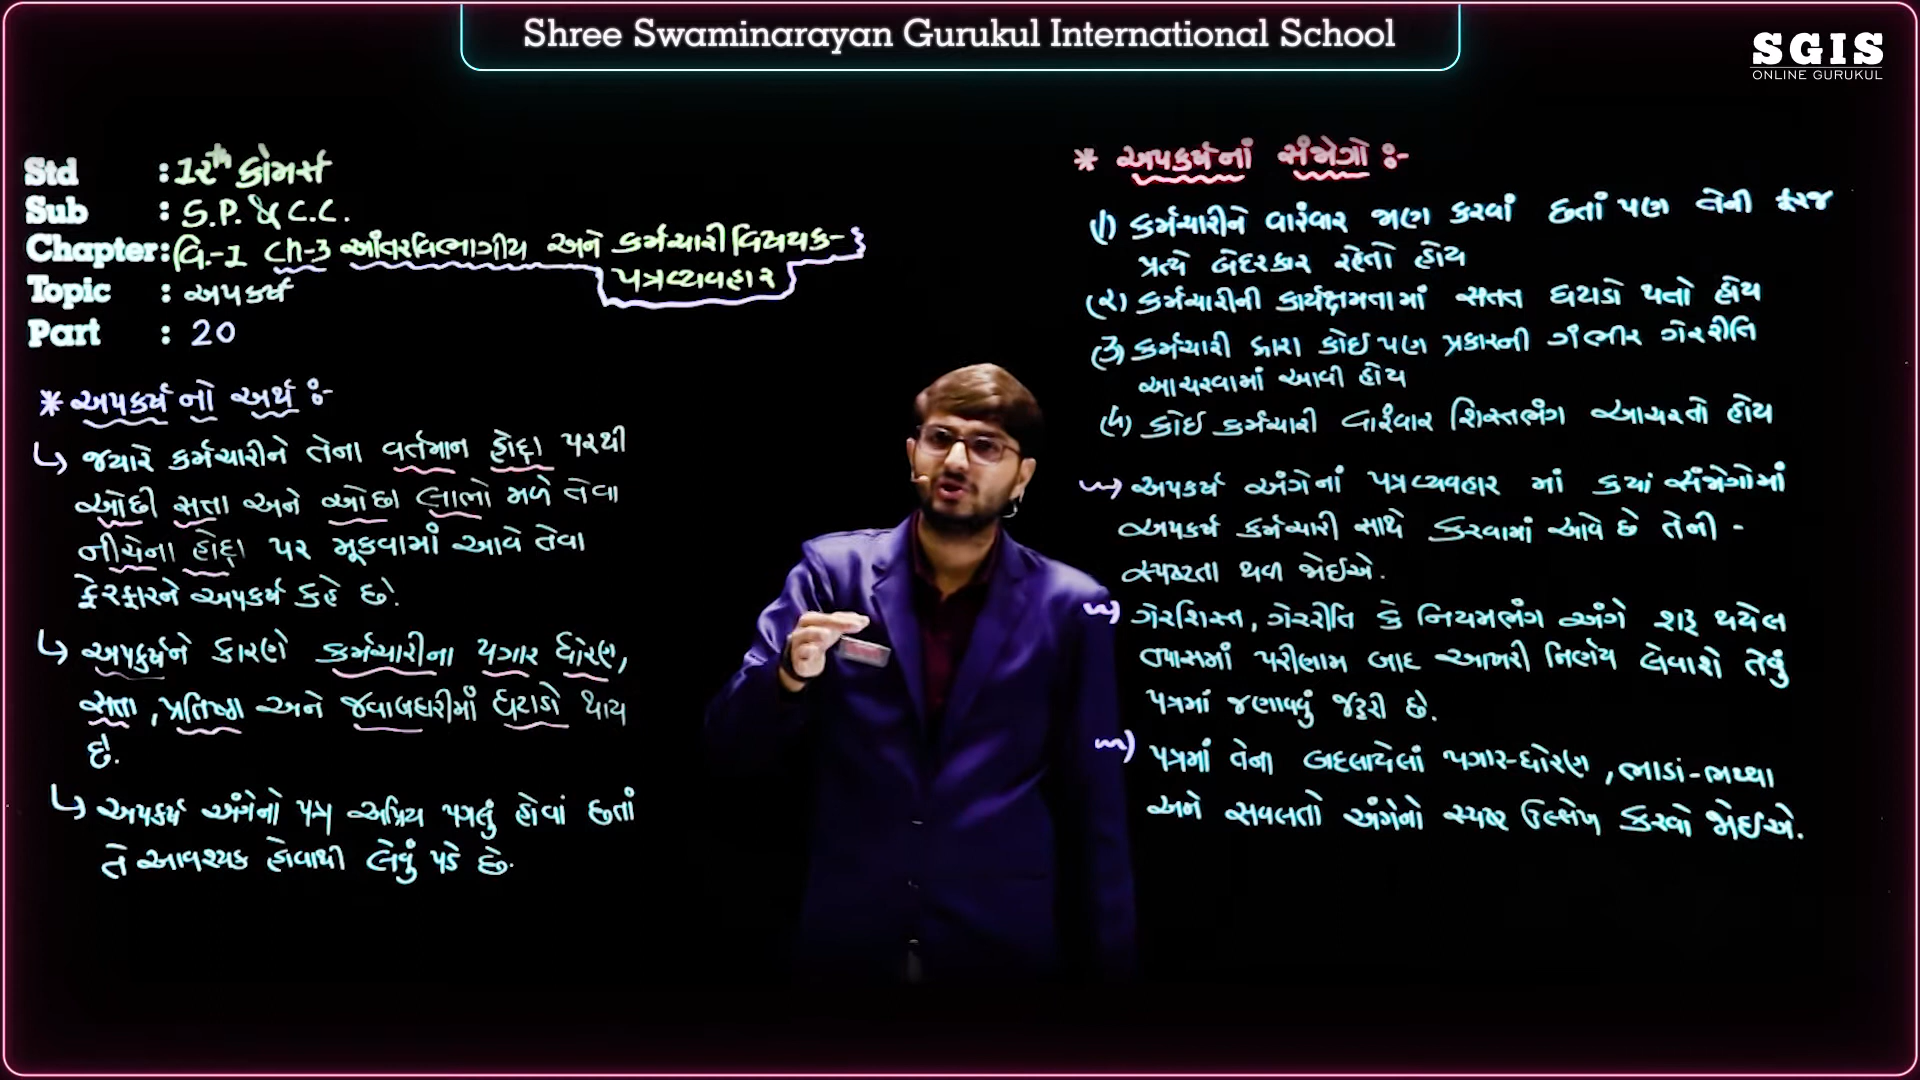 Shree Swaminarayan Gurukul International School
SGIS
ONLINE GURUKUL
Std : 12th કોમર્સ
Sub : S.P. & C.C.
Chapter: વિ.-1 Ch-3 આંતરવિભાગીય અને કર્મચારી વિષયક-
પત્રવ્યવહાર
Topic : અપકર્ષ
Part : 20
* અપકર્ષ નો અર્થ :-
↳ જ્યારે કર્મચારીને તેના વર્તમાન હોદ્દા પરથી
ઓછી સત્તા અને ઓછા લાભો મળે તેવા
નીચેના હોદ્દા પર મૂકવામાં આવે તેવા
ફેરફારને અપકર્ષ કહે છે.
↳ અપકર્ષને કારણે કર્મચારીના પગાર ધોરણ,
સત્તા, પ્રતિષ્ઠા અને જવાબદારીમાં ઘટાડો થાય
છે.
↳ અપકર્ષ અંગેનો પત્ર અપ્રિય પગલું હોવાં છતાં
તે આવશ્યક હોવાથી લેવું પડે છે.
* અપકર્ષનાં સંજોગો :-
(1) કર્મચારીને વારંવાર જાણ કરવાં છતાં પણ તેની ફરજ
પ્રત્યે બેદરકાર રહેતો હોય
(2) કર્મચારીની કાર્યક્ષમતામાં સતત ઘટાડો થતો હોય
(3) કર્મચારી દ્વારા કોઈ પણ પ્રકારની ગંભીર ગેરરીતિ
આચરવામાં આવી હોય
(4) કોઈ કર્મચારી વારંવાર શિસ્તભંગ આચરતો હોય
અપકર્ષ અંગેનાં પત્રવ્યવહાર માં કયાં સંજોગોમાં
અપકર્ષ કર્મચારી સાથે કરવામાં આવે છે તેની -
સ્પષ્ટતા થવી જોઈએ.
ગેરશિસ્ત, ગેરરીતિ કે નિયમભંગ અંગે શરૂ થયેલ
તપાસમાં પરીણામ બાદ આખરી નિર્ણય લેવાશે તેવું
પત્રમાં જણાવવું જરૂરી છે.
પત્રમાં તેના બદલાયેલાં પગાર-ધોરણ, ભાડાં-ભથ્થા
અને સવલતો અંગેનો સ્પષ્ટ ઉલ્લેખ કરવો જોઈએ.